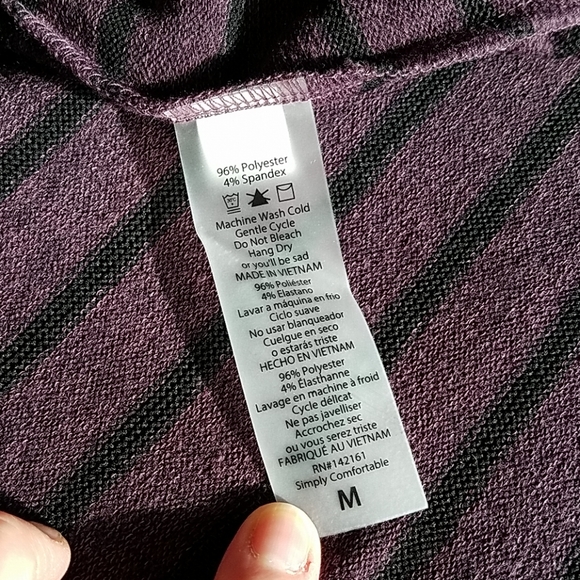 96% Polyester
4% Spandex
Machine Wash Cold
Gentle Cycle
Do Not Bleach
Hang Dry
or you'll be sad
MADE IN VIETNAM
96% Poliéster
4% Elastano
Lavar a máquina en frio
Ciclo suave
No usar blanqueador
Cuelgue en seco
o estarás triste
HECHO EN VIETNAM
96% Polyester
4% Élasthanne
Lavage en machine à froid
Cycle délicat
Ne pas javelliser
Accrochez sec
ou vous serez triste
FABRIQUÉ AU VIETNAM
RN#142161
Simply Comfortable
M